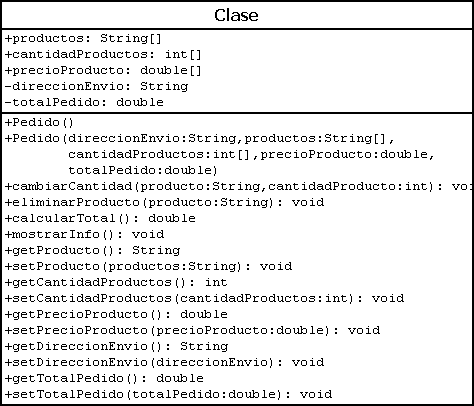 Clase
+productos: String[]
+cantidadProductos: int[]
+precioProducto: double[]
-direccionEnvio: String
-totalPedido: double
+Pedido()
+Pedido(direccionEnvio:String,productos:String[],
cantidadProductos:int[],precioProducto:double,
totalPedido:double)
+cambiarCantidad(producto:String,cantidadProducto:int): voi
+eliminarProducto(producto:String): void
+calcularTotal(): double
+mostrarInfo(): void
+getProducto(): String
+setProducto(productos:String): void
+getCantidadProductos(): int
+setCantidadProductos(cantidadProductos:int): void
+getPrecioProducto(): double
+setPrecioProducto(precioProducto:double): void
+getDireccionEnvio(): String
+setDireccionEnvio(direccionEnvio): void
+getTotalPedido(): double
+setTotalPedido(totalPedido:double): void